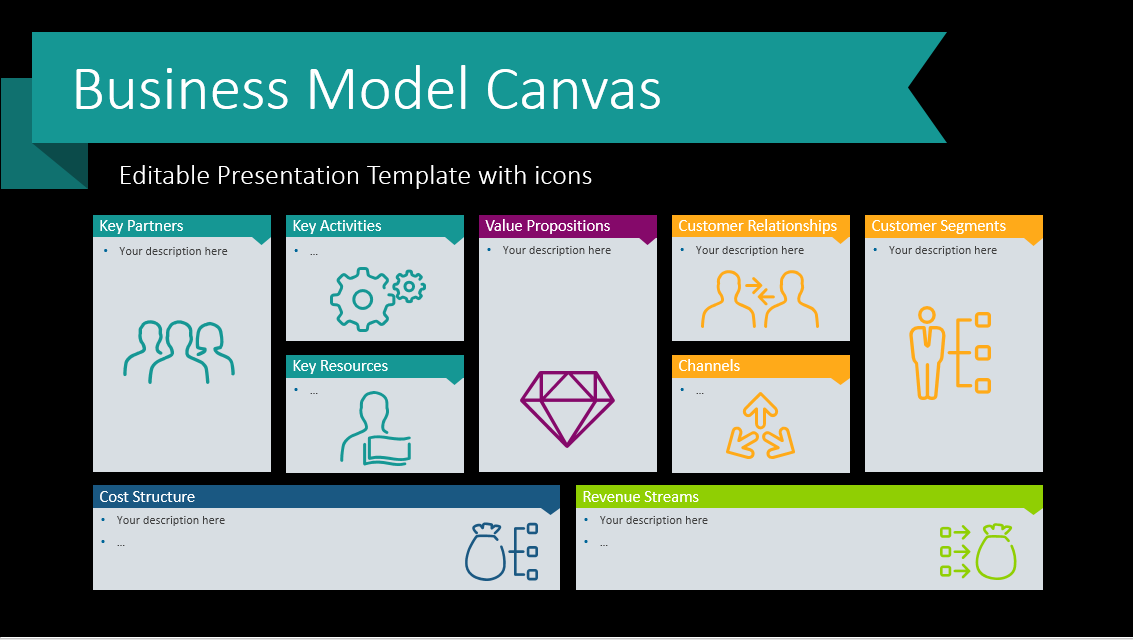 Business Model Canvas
Editable Presentation Template with icons
Key Partners
• Your description here
Key Activities
• ...
Key Resources
• ...
Value Propositions
• Your description here
Customer Relationships
• Your description here
Channels
• ...
Customer Segments
• Your description here
Cost Structure
• Your description here
• ...
Revenue Streams
• Your description here
• ...